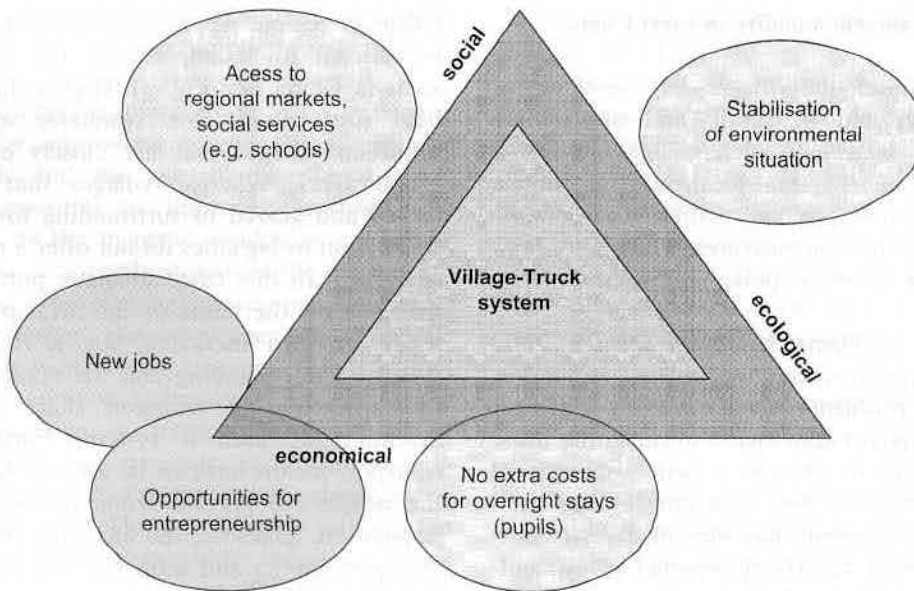 social
Acess to
regional markets,
social services
(e.g. schools)
Stabilisation
of environmental
situation
Village-Truck
system
ecological
New jobs
economical
Opportunities for
entrepreneurship
No extra costs
for overnight stays
(pupils)